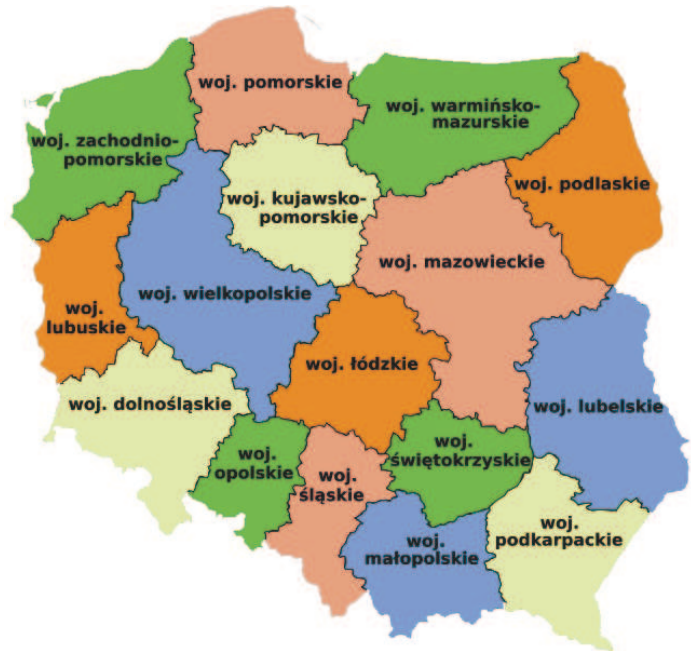 woj. pomorskie
woj. warmińsko-
mazurskie
woj. zachodnio-
pomorskie
woj. podlaskie
woj. kujawsko-
pomorskie
woj. mazowieckie
woj. wielkopolskie
woj.
lubuskie
woj. łódzkie
woj. dolnośląskie
woj. lubelskie
woj.
opolskie
woj.
śląskie
woj.
świętokrzyskie
woj.
małopolskie
woj.
podkarpackie